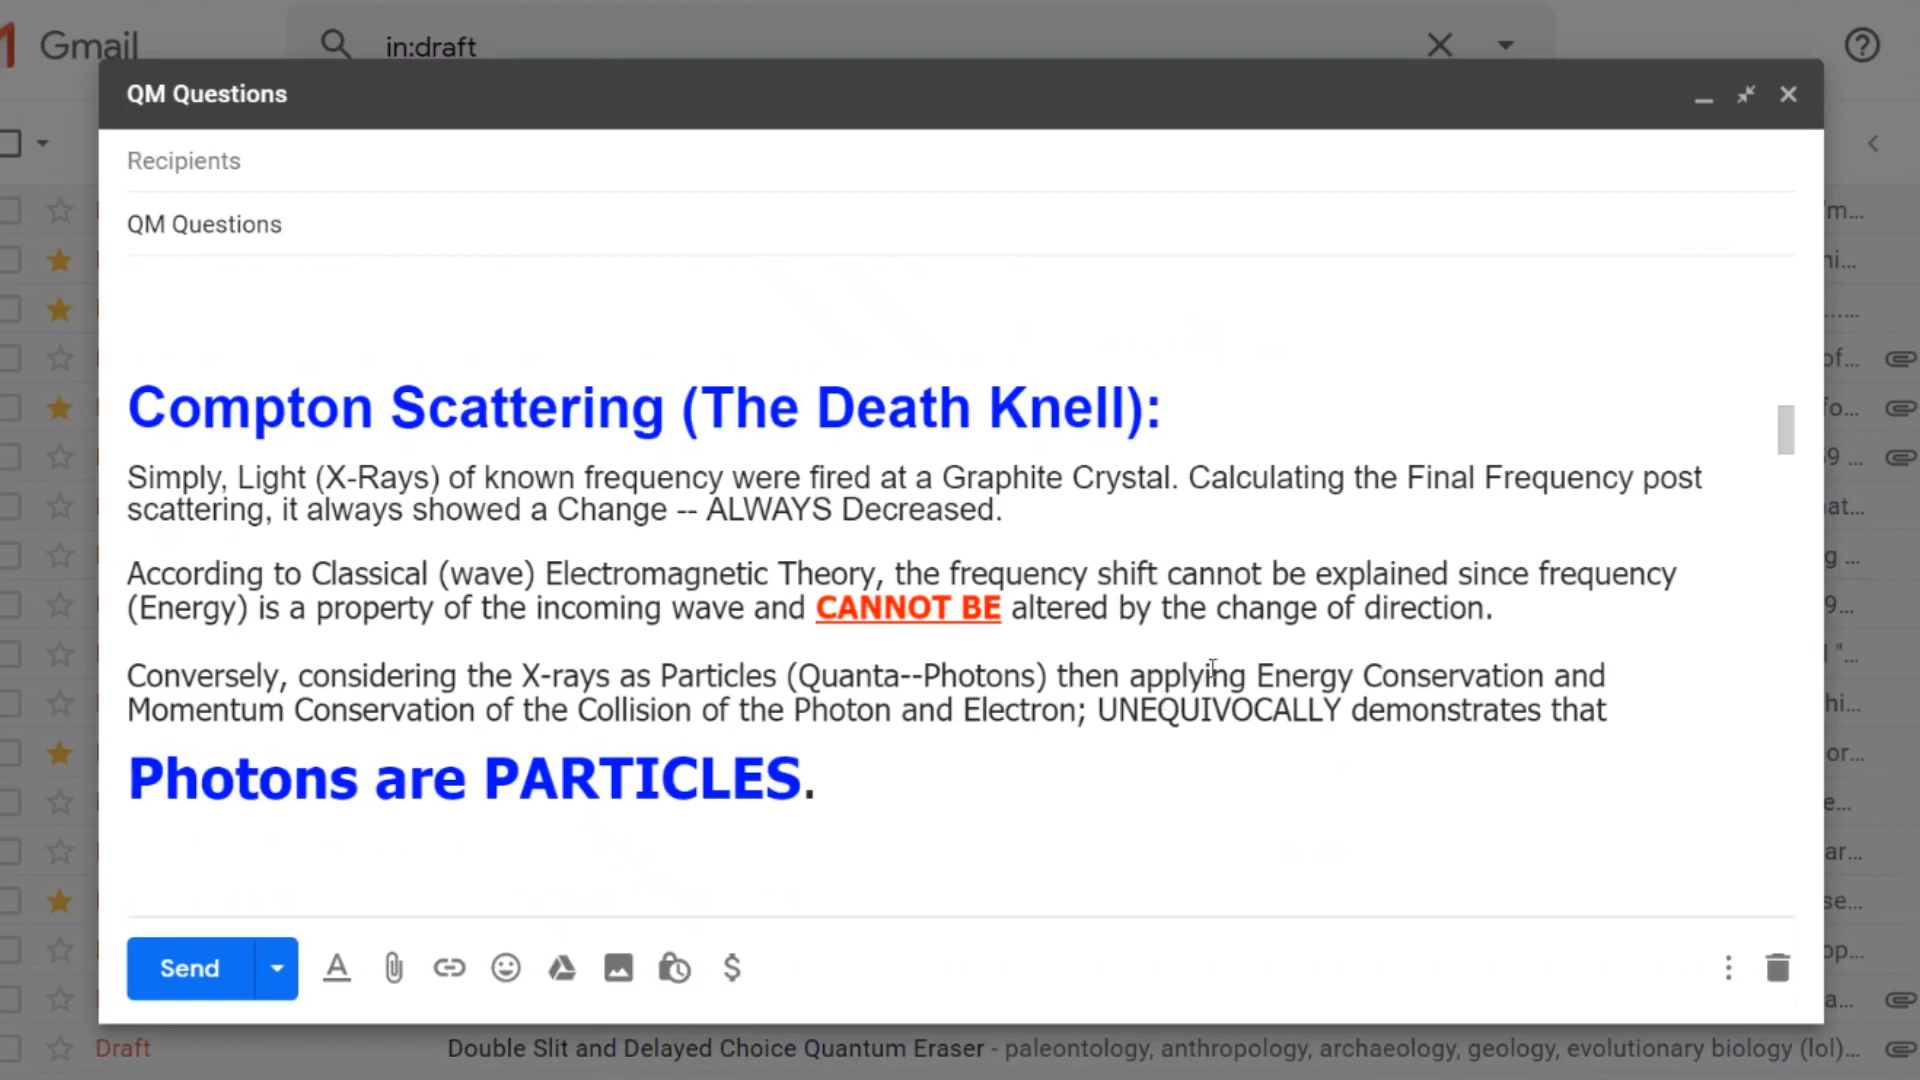 Gmail
in:draft
QM Questions
Recipients
QM Questions
Compton Scattering (The Death Knell):
Simply, Light (X-Rays) of known frequency were fired at a Graphite Crystal. Calculating the Final Frequency post
scattering, it always showed a Change -- ALWAYS Decreased.
According to Classical (wave) Electromagnetic Theory, the frequency shift cannot be explained since frequency
(Energy) is a property of the incoming wave and CANNOT BE altered by the change of direction.
Conversely, considering the X-rays as Particles (Quanta--Photons) then applying Energy Conservation and
Momentum Conservation of the Collision of the Photon and Electron; UNEQUIVOCALLY demonstrates that
Photons are PARTICLES.
Send
Draft Double Slit and Delayed Choice Quantum Eraser - paleontology, anthropology, archaeology, geology, evolutionary biology (lol)...